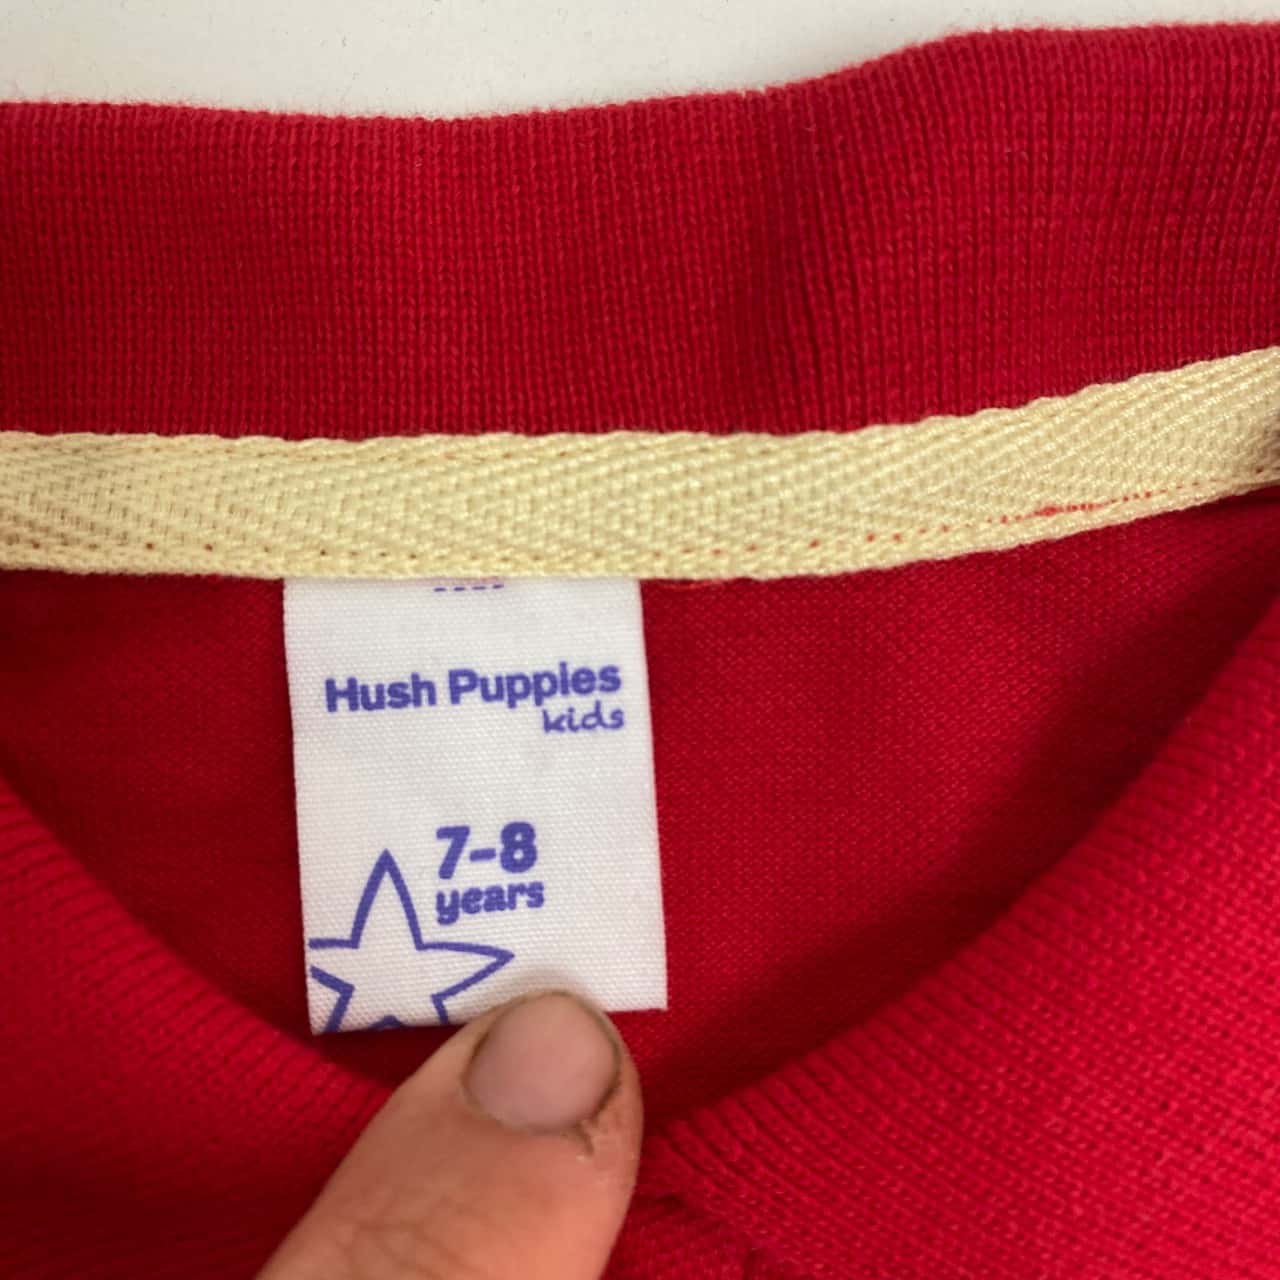 Hush Puppies
kids
7-8
years